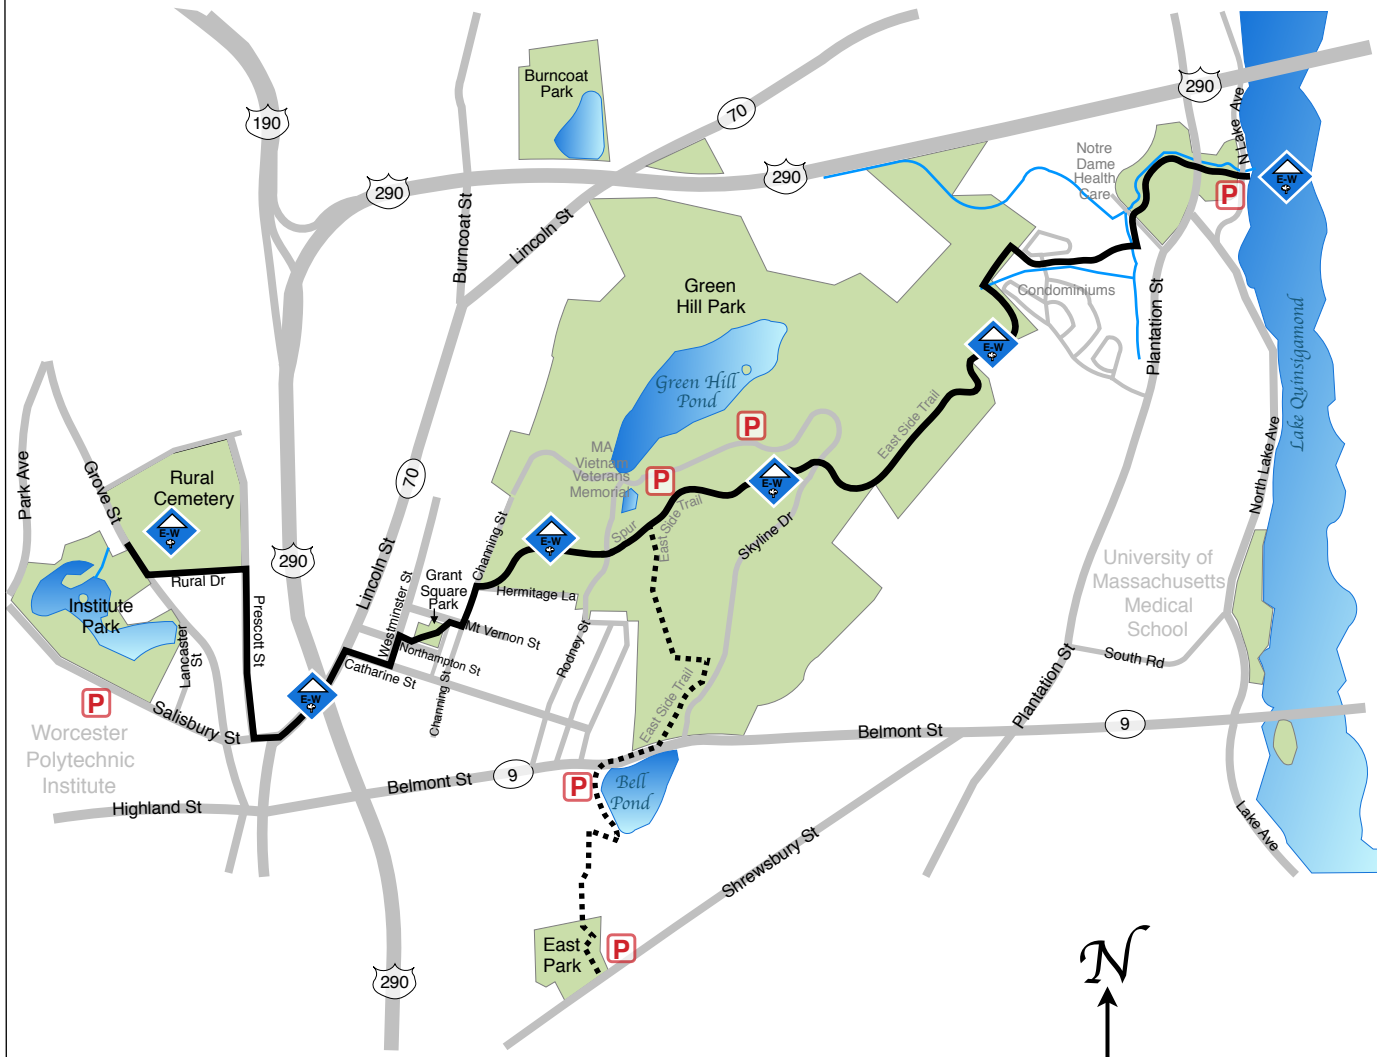 Burncoat
Park
190
290
70
290
290
N Lake Ave
Notre
Dame
Health
Care
P
E-W
Burncoat St
Lincoln St
Green
Hill Park
Condominiums
Plantation St
Lake Quinsigamond
E-W
Green Hill
Pond
East Side Trail
P
MA
Vietnam
Veterans
Memorial
P
E-W
Park Ave
Grove St
Rural
Cemetery
E-W
70
North Lake Ave
Spur
East Side Trail
Skyline Dr
E-W
Channing St
290
Lincoln St
Rural Dr
Institute
Park
Lancaster
St
Prescott St
Westminster St
Grant
Square
Park
Hermitage La
Mt Vernon St
Northampton St
Catharine St
Channing St
Rodney St
University of
Massachusetts
Medical
School
South Rd
Plantation St
East Side Trail
E-W
P
Salisbury St
Worcester
Polytechnic
Institute
Belmont St
9
Belmont St
9
Highland St
P
Bell
Pond
Lake Ave
Shrewsbury St
East
Park
P
290
N